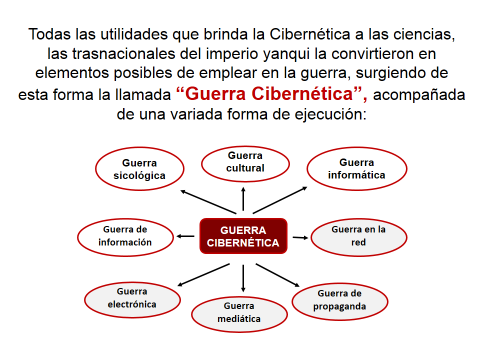 Todas las utilidades que brinda la Cibernética a las ciencias,
las trasnacionales del imperio yanqui la convirtieron en
elementos posibles de emplear en la guerra, surgiendo de
esta forma la llamada “Guerra Cibernética”, acompañada
de una variada forma de ejecución:
Guerra
sicológica
Guerra
cultural
Guerra
informática
Guerra de
información
GUERRA
CIBERNÉTICA
Guerra en la
red
Guerra
electrónica
Guerra
mediática
Guerra de
propaganda